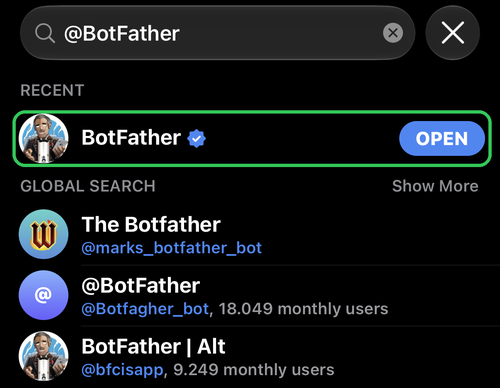 @BotFather
RECENT
BotFather
OPEN
GLOBAL SEARCH
Show More
The Botfather
@marks_botfather_bot
@
@BotFather
@Botfagher_bot, 18.049 monthly users
BotFather | Alt
@bfcisapp, 9.249 monthly users